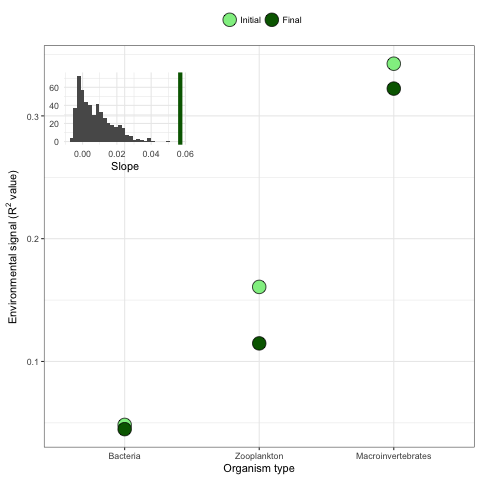 Initial Final
60
40
20
0
0.00 0.02 0.04 0.06
Slope
0.3
0.2
0.1
Environmental signal (R² value)
Bacteria Zooplankton Macroinvertebrates
Organism type